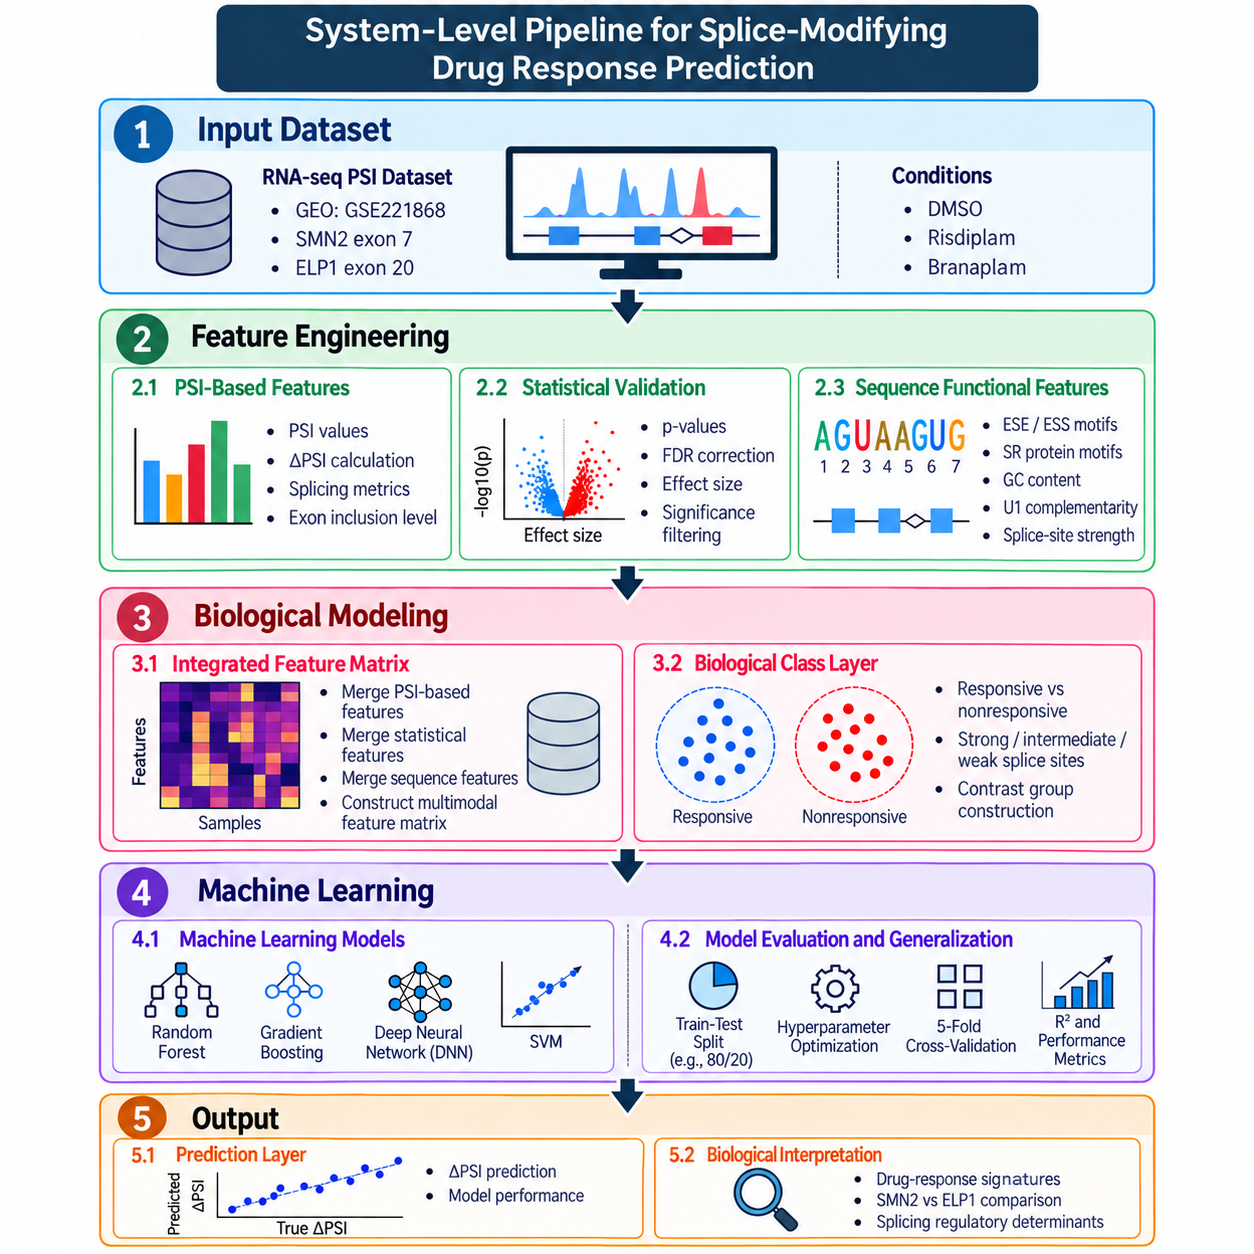 System-Level Pipeline for Splice-Modifying
Drug Response Prediction
1 Input Dataset
RNA-seq PSI Dataset
• GEO: GSE221868
• SMN2 exon 7
• ELP1 exon 20
Conditions
• DMSO
• Risdiplam
• Branaplam
2 Feature Engineering
2.1 PSI-Based Features
• PSI values
• ΔPSI calculation
• Splicing metrics
• Exon inclusion level
2.2 Statistical Validation
-log10(p)
Effect size
• p-values
• FDR correction
• Effect size
• Significance
filtering
2.3 Sequence Functional Features
AGUAAGUG
1 2 3 4 5 6 7
• ESE / ESS motifs
• SR protein motifs
• GC content
• U1 complementarity
• Splice-site strength
3 Biological Modeling
3.1 Integrated Feature Matrix
Features
Samples
• Merge PSI-based
features
• Merge statistical
features
• Merge sequence features
• Construct multimodal
feature matrix
3.2 Biological Class Layer
Responsive
Nonresponsive
• Responsive vs
nonresponsive
• Strong / intermediate /
weak splice sites
• Contrast group
construction
4 Machine Learning
4.1 Machine Learning Models
Random
Forest
Gradient
Boosting
Deep Neural
Network (DNN)
SVM
4.2 Model Evaluation and Generalization
Train-Test
Split
(e.g., 80/20)
Hyperparameter
Optimization
5-Fold
Cross-Validation
R² and
Performance
Metrics
5 Output
5.1 Prediction Layer
Predicted
ΔPSI
True ΔPSI
• ΔPSI prediction
• Model performance
5.2 Biological Interpretation
• Drug-response signatures
• SMN2 vs ELP1 comparison
• Splicing regulatory determinants